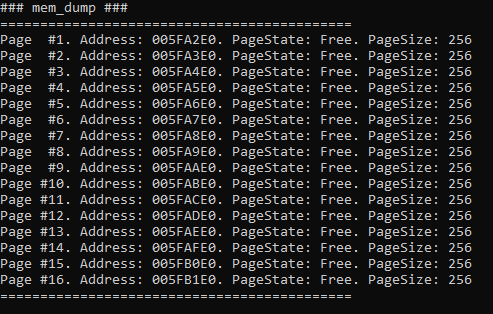 ### mem_dump ###
============================================
Page  #1. Address: 005FA2E0. PageState: Free. PageSize: 256
Page  #2. Address: 005FA3E0. PageState: Free. PageSize: 256
Page  #3. Address: 005FA4E0. PageState: Free. PageSize: 256
Page  #4. Address: 005FA5E0. PageState: Free. PageSize: 256
Page  #5. Address: 005FA6E0. PageState: Free. PageSize: 256
Page  #6. Address: 005FA7E0. PageState: Free. PageSize: 256
Page  #7. Address: 005FA8E0. PageState: Free. PageSize: 256
Page  #8. Address: 005FA9E0. PageState: Free. PageSize: 256
Page  #9. Address: 005FAAE0. PageState: Free. PageSize: 256
Page #10. Address: 005FABE0. PageState: Free. PageSize: 256
Page #11. Address: 005FACE0. PageState: Free. PageSize: 256
Page #12. Address: 005FADE0. PageState: Free. PageSize: 256
Page #13. Address: 005FAEE0. PageState: Free. PageSize: 256
Page #14. Address: 005FAFE0. PageState: Free. PageSize: 256
Page #15. Address: 005FB0E0. PageState: Free. PageSize: 256
Page #16. Address: 005FB1E0. PageState: Free. PageSize: 256
============================================